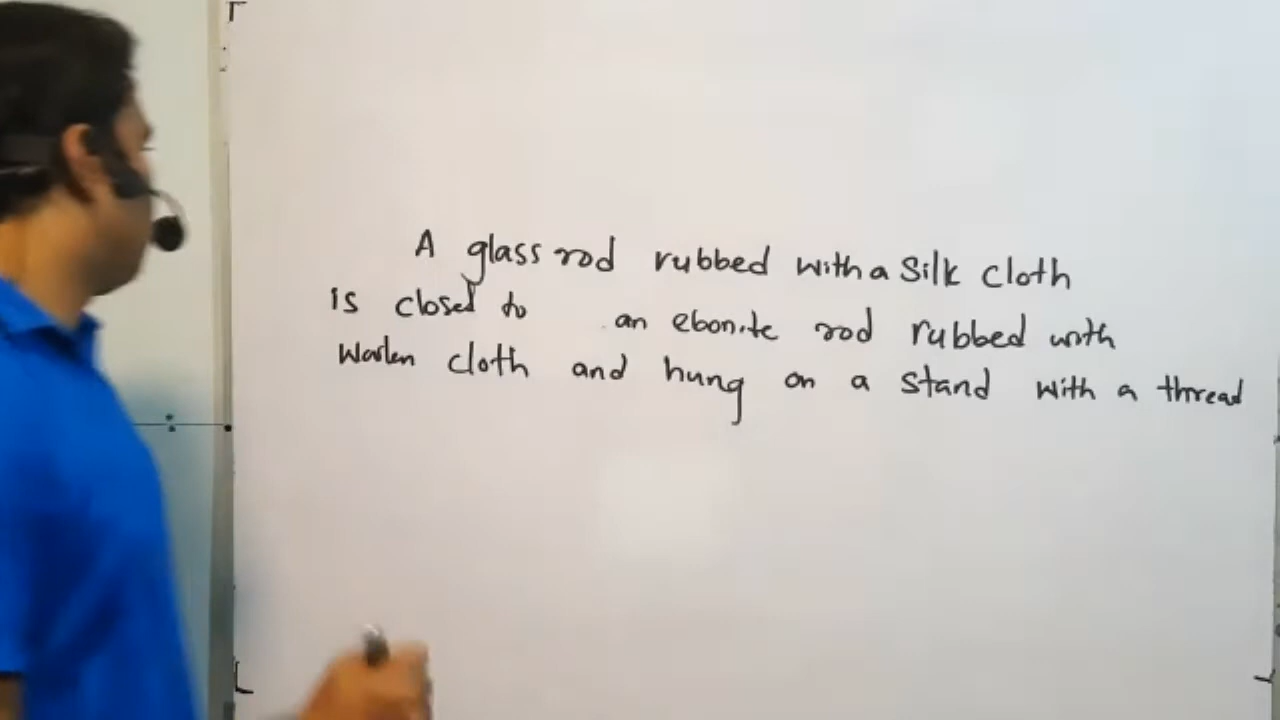 A glass rod rubbed with a Silk cloth
is closed to an ebonite rod rubbed with
Woolen cloth and hung on a stand with a thread